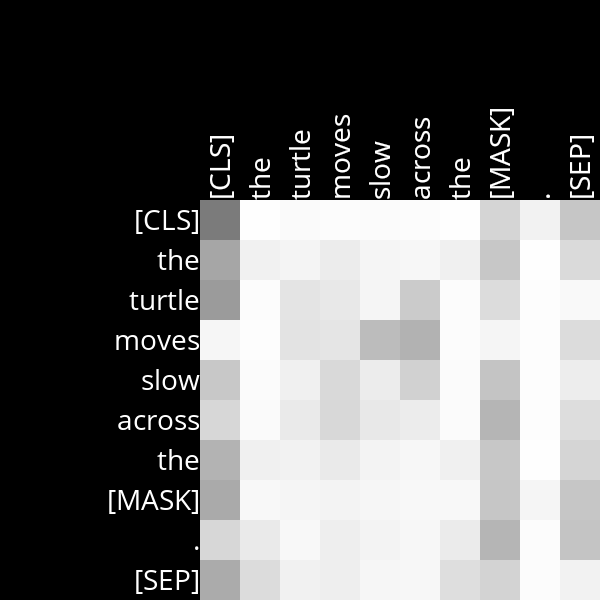 [CLS] the turtle moves slow across the [MASK] . [SEP]
[CLS]
the
turtle
moves
slow
across
the
[MASK]
.
[SEP]